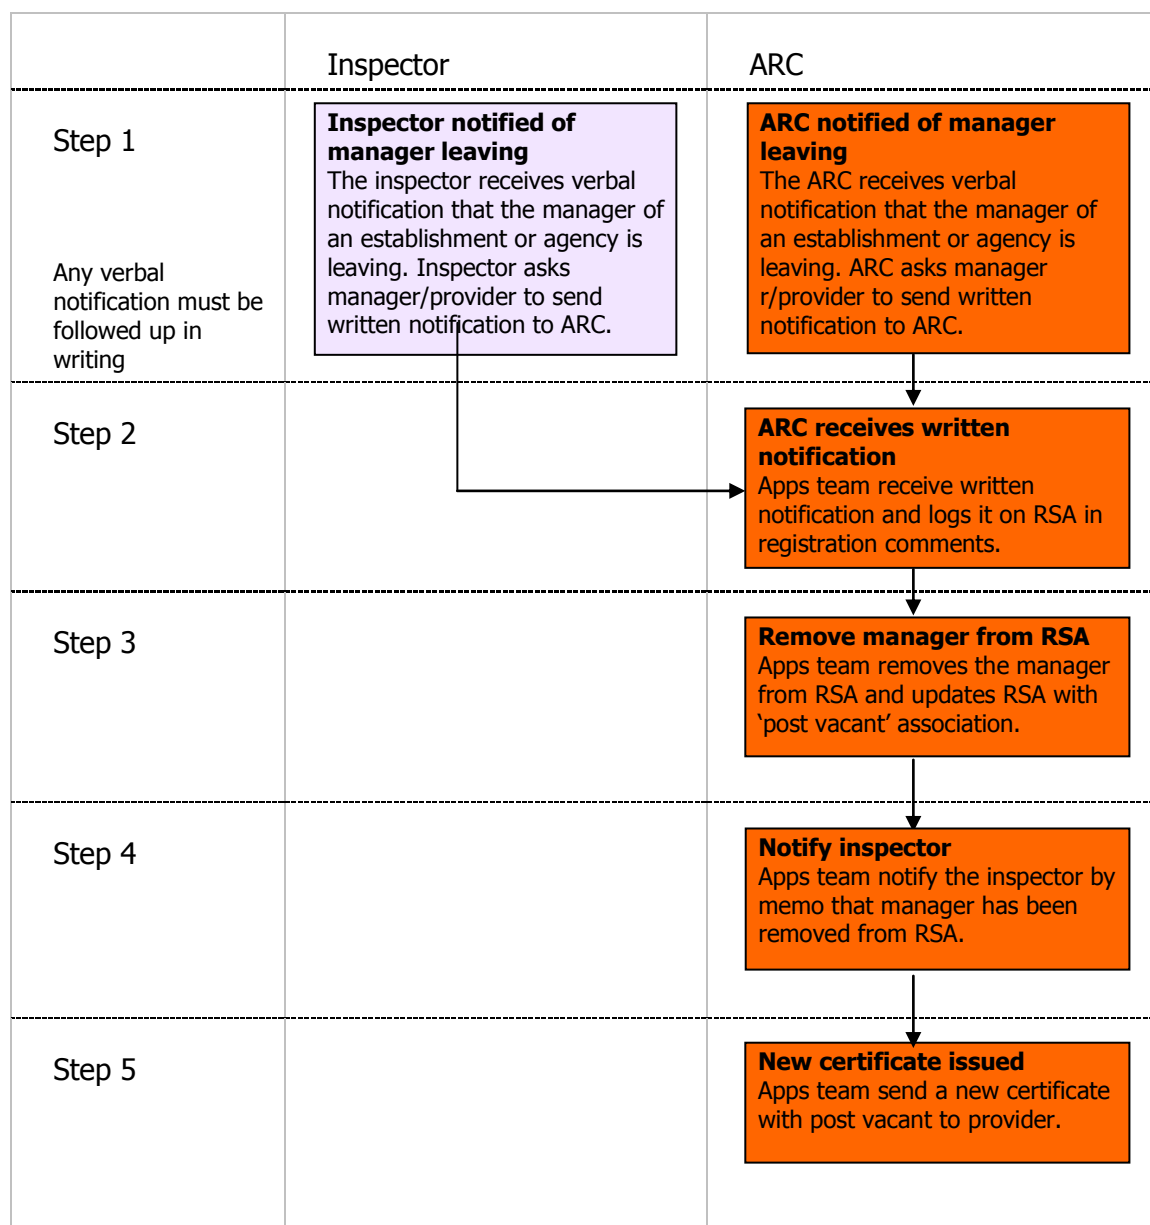 Inspector
ARC
Step 1
Any verbal
notification must be
followed up in
writing
Inspector notified of
manager leaving
The inspector receives verbal
notification that the manager of
an establishment or agency is
leaving. Inspector asks
manager/provider to send
written notification to ARC.
ARC notified of manager
leaving
The ARC receives verbal
notification that the manager of
an establishment or agency is
leaving. ARC asks manager
r/provider to send written
notification to ARC.
Step 2
ARC receives written
notification
Apps team receive written
notification and logs it on RSA in
registration comments.
Step 3
Remove manager from RSA
Apps team removes the manager
from RSA and updates RSA with
‘post vacant’ association.
Step 4
Notify inspector
Apps team notify the inspector by
memo that manager has been
removed from RSA.
Step 5
New certificate issued
Apps team send a new certificate
with post vacant to provider.